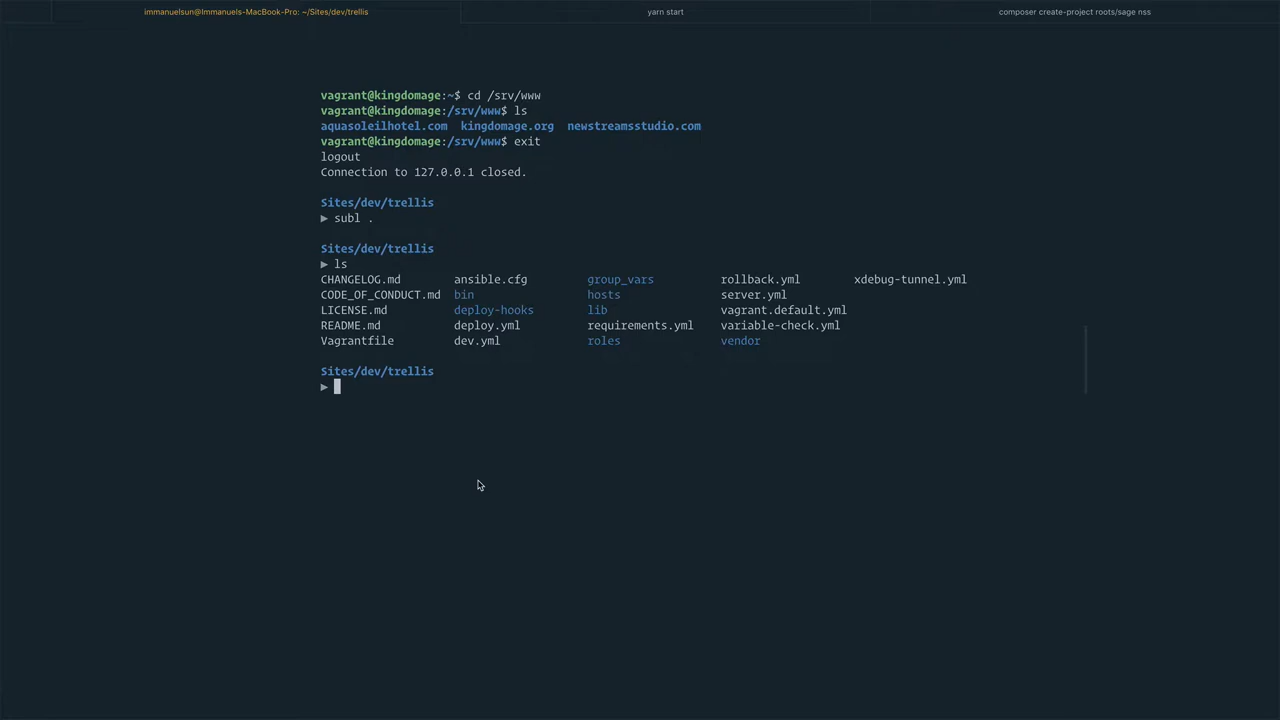 immanuelsun@Immanuels-MacBook-Pro: ~/Sites/dev/trellis yarn start composer create-project roots/sage nss
vagrant@kingdomage:~$ cd /srv/www
vagrant@kingdomage:/srv/www$ ls
aquasoleilhotel.com kingdomage.org newstreamsstudio.com
vagrant@kingdomage:/srv/www$ exit
logout
Connection to 127.0.0.1 closed.
Sites/dev/trellis
▶ subl .
Sites/dev/trellis
▶ ls
CHANGELOG.md ansible.cfg group_vars rollback.yml xdebug-tunnel.yml
CODE_OF_CONDUCT.md bin hosts server.yml
LICENSE.md deploy-hooks lib vagrant.default.yml
README.md deploy.yml requirements.yml variable-check.yml
Vagrantfile dev.yml roles vendor
Sites/dev/trellis
▶